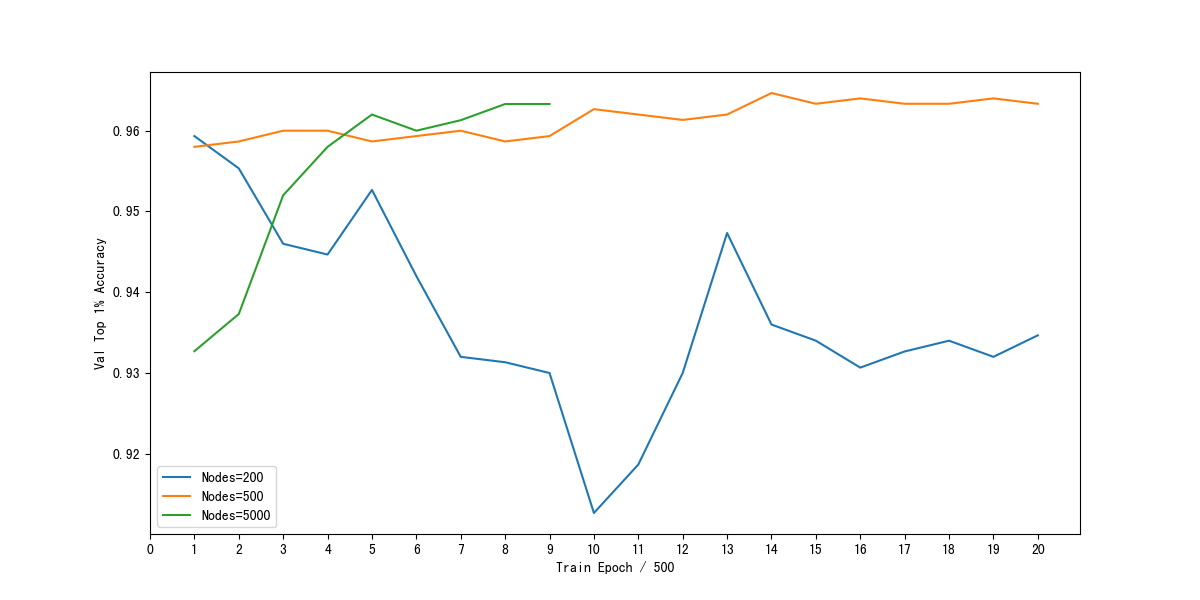 0.96
0.95
0.94
0.93
0.92
Val Top 1% Accuracy
Nodes=200
Nodes=500
Nodes=5000
0 1 2 3 4 5 6 7 8 9 10 11 12 13 14 15 16 17 18 19 20
Train Epoch / 500